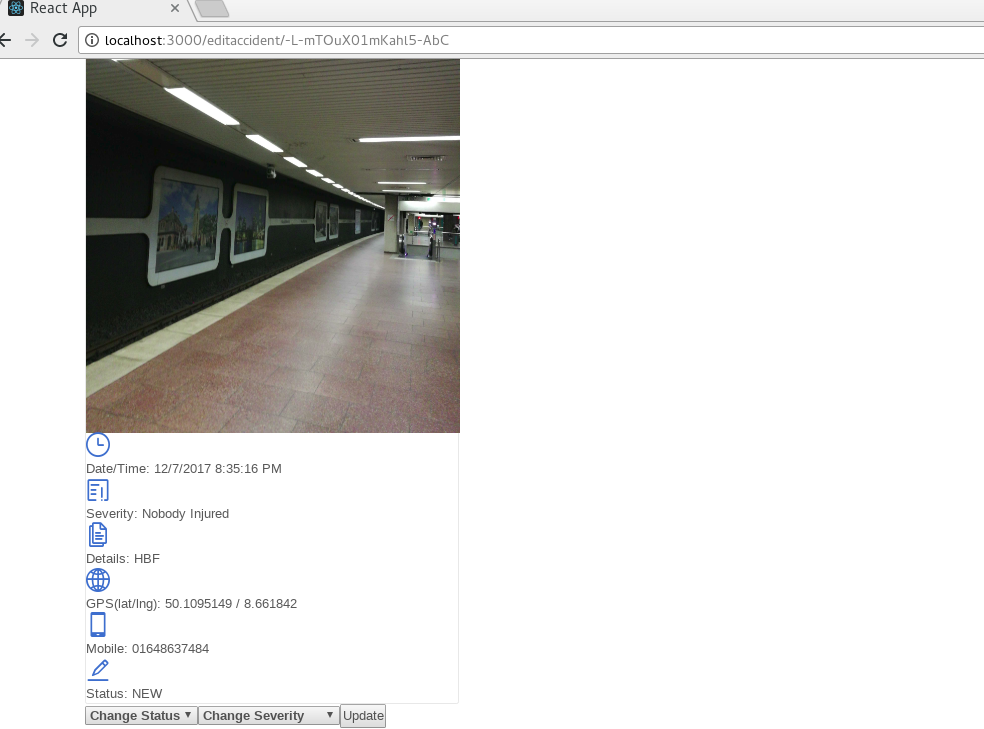 React App
localhost:3000/editaccident/-L-mTOuX01mKahl5-AbC
Date/Time: 12/7/2017 8:35:16 PM
Severity: Nobody Injured
Details: HBF
GPS(lat/lng): 50.1095149 / 8.661842
Mobile: 01648637484
Status: NEW
Change Status Change Severity Update